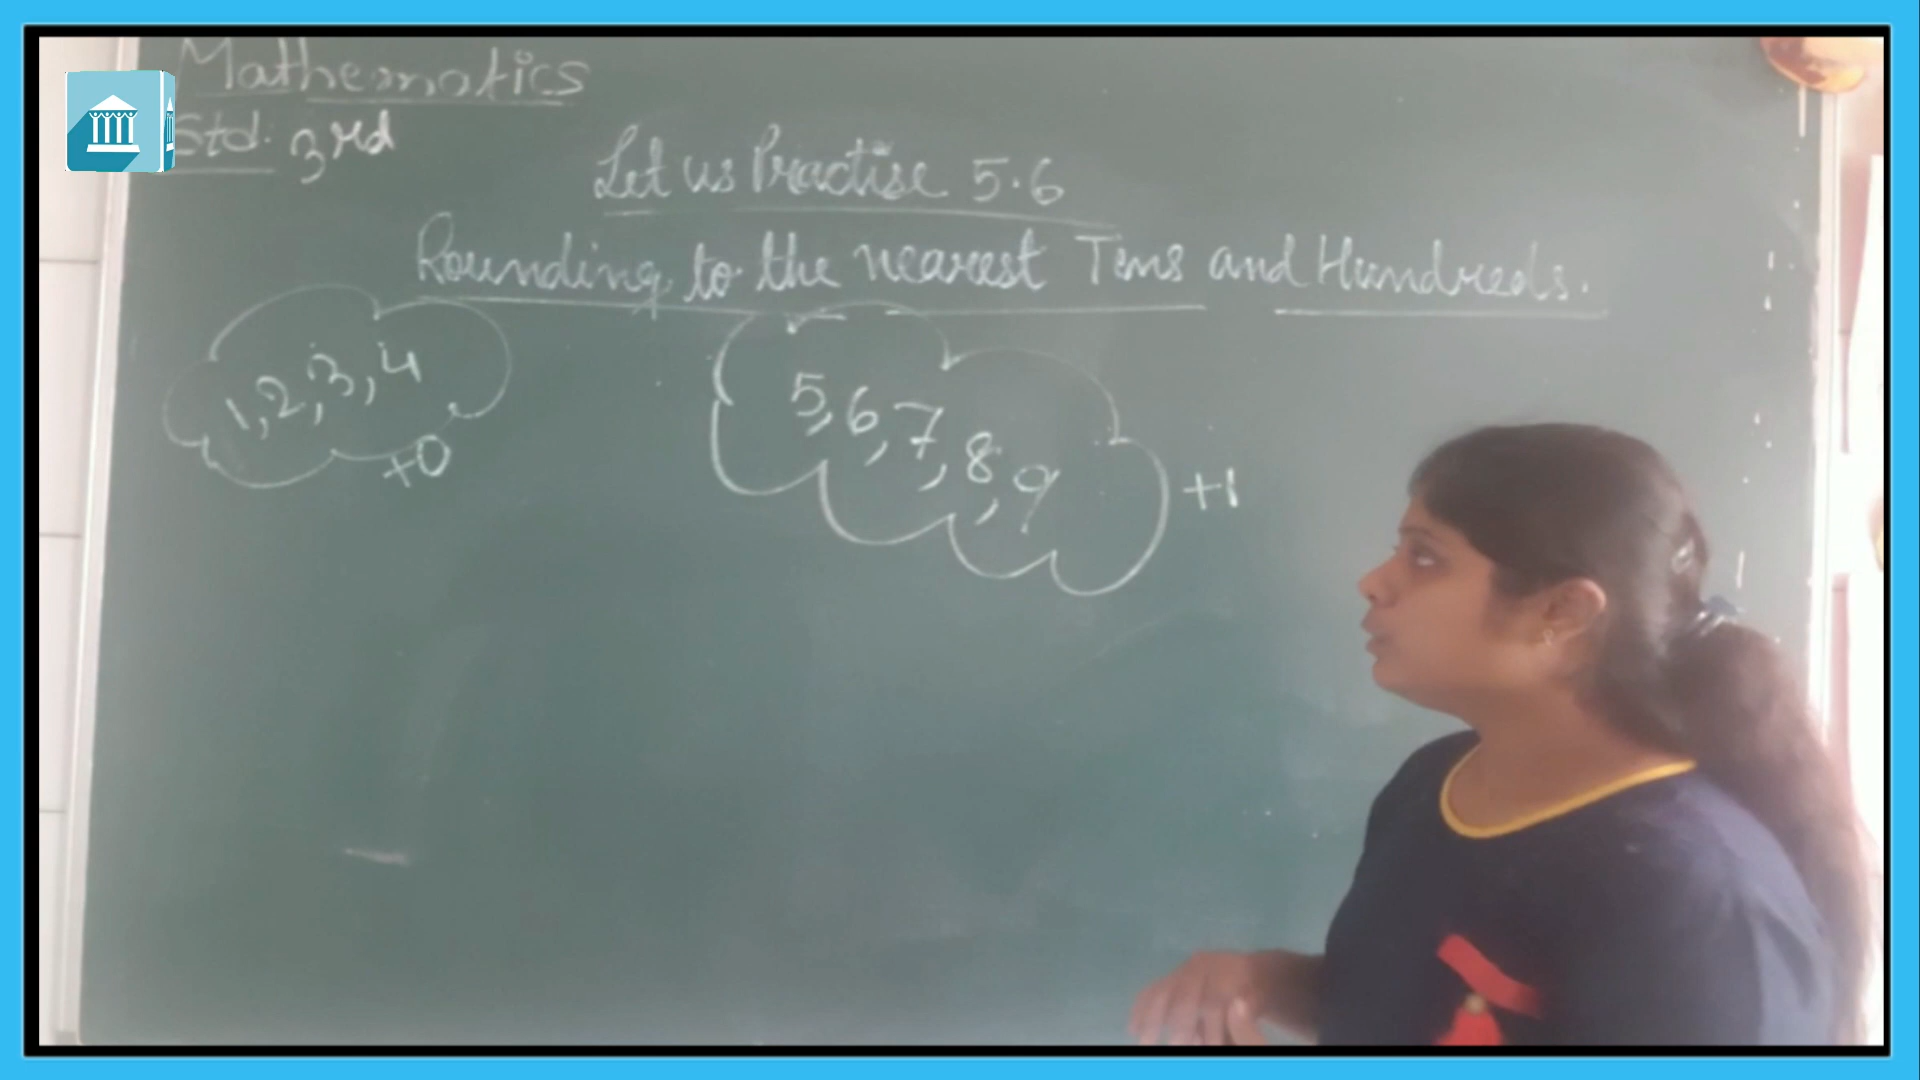 Mathematics
Std. 3rd
Let us Practise 5.6
Rounding to the nearest Tens and Hundreds.
1,2,3,4
+0
5,6,7,8,9
+1